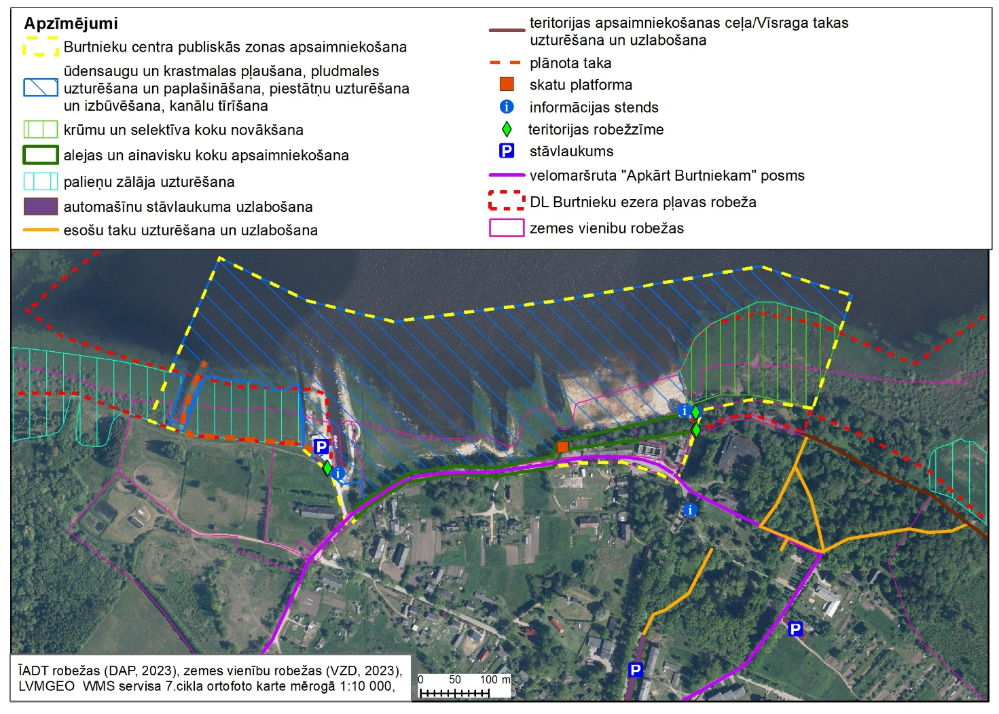 Apzīmējumi
Burtnieku centra publiskās zonas apsaimniekošana
ūdensaugu un krastmalas pļaušana, pludmales
uzturēšana un paplašināšana, piestātņu uzturēšana
un izbūvēšana, kanālu tīrīšana
krūmu un selektīva koku novākšana
alejas un ainavisku koku apsaimniekošana
palieņu zālāja uzturēšana
automašīnu stāvlaukuma uzlabošana
esošu taku uzturēšana un uzlabošana
teritorijas apsaimniekošanas ceļa/Vīsraga takas
uzturēšana un uzlabošana
plānota taka
skatu platforma
i informācijas stends
teritorijas robežzīme
P stāvlaukums
velomaršruta "Apkārt Burtniekam" posms
DL Burtnieku ezera pļavas robeža
zemes vienību robežas
i
P
i
i
P
P
ĪADT robežas (DAP, 2023), zemes vienību robežas (VZD, 2023),
LVMGEO WMS servisa 7.cikla ortofoto karte mērogā 1:10 000,
0 50 100 m